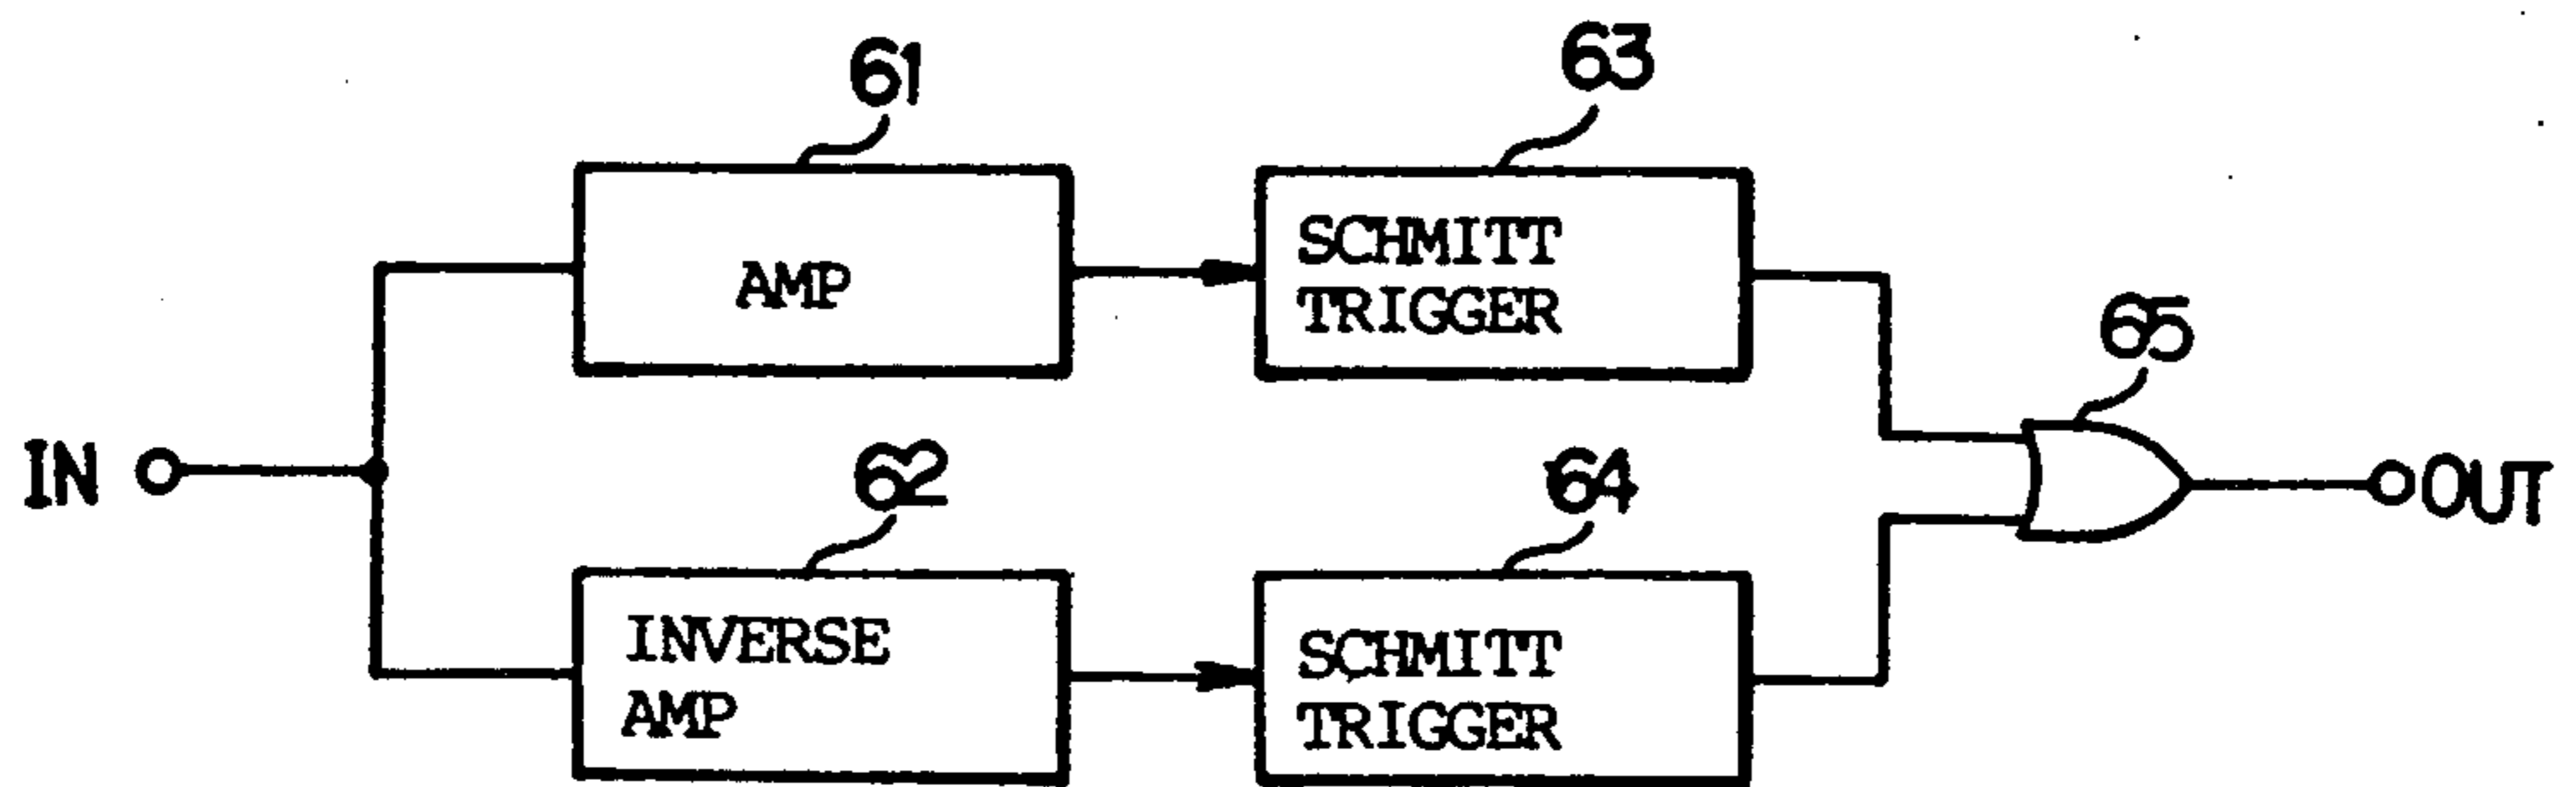 61
63
AMP
SCHMITT
TRIGGER
65
IN
OUT
62
64
INVERSE
AMP
SCHMITT
TRIGGER